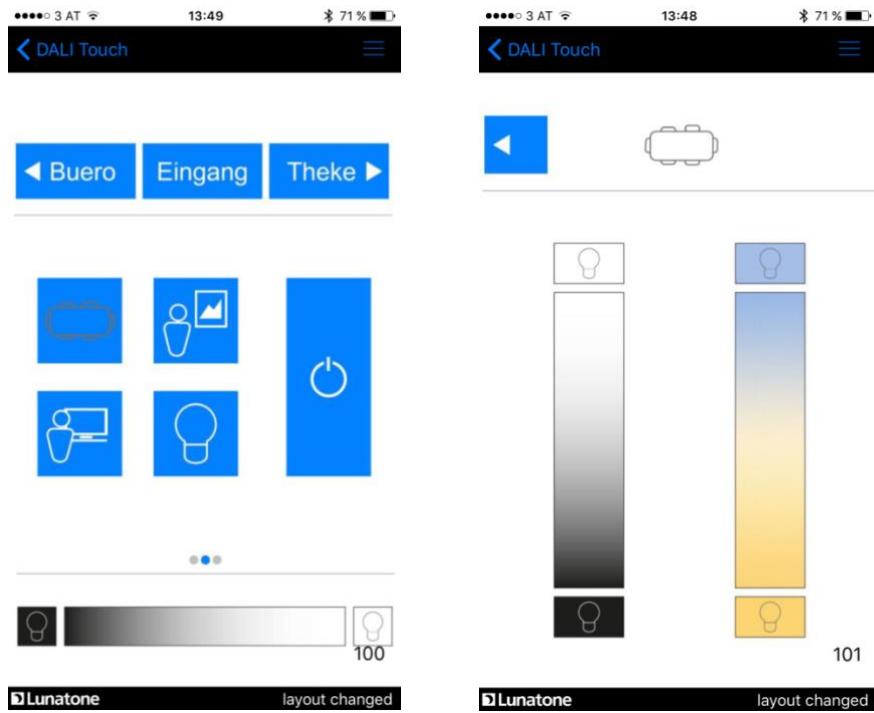 3 AT 13:49 71 %
DALI Touch
Buero Eingang Theke
100
Lunatone layout changed
3 AT 13:48 71 %
DALI Touch
101
Lunatone layout changed